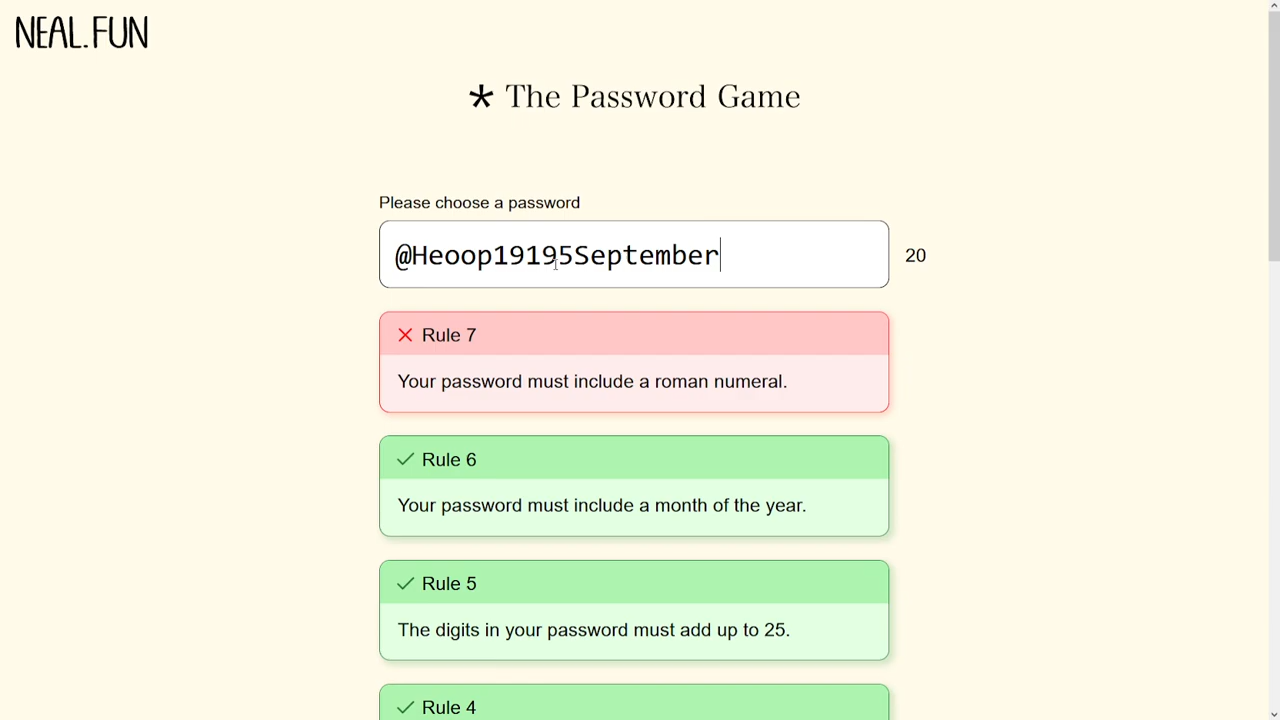 NEAL.FUN
* The Password Game
Please choose a password
@Heoop19195September
20
Rule 7
Your password must include a roman numeral.
Rule 6
Your password must include a month of the year.
Rule 5
The digits in your password must add up to 25.
Rule 4